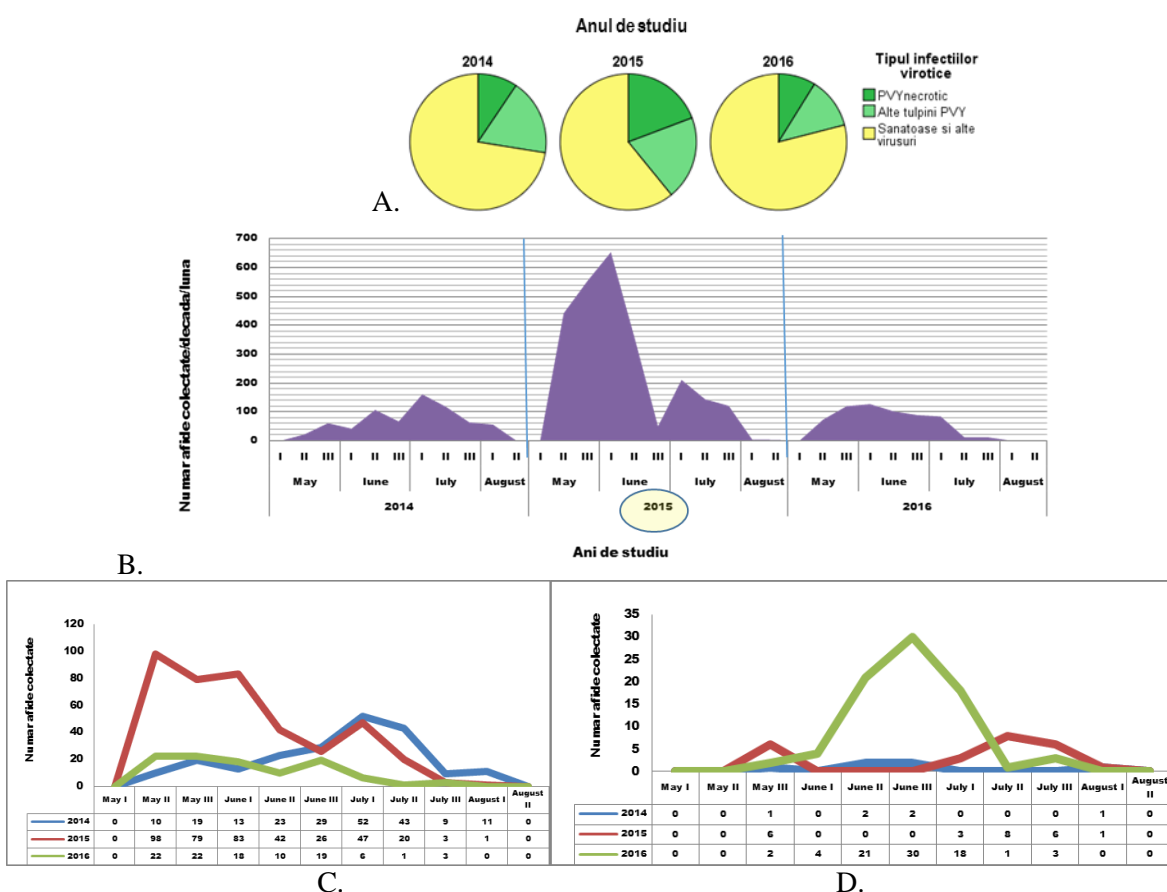 Anul de studiu
2014 2015 2016
Tipul infectiilor virotice
PVYnecrotic
Alte tulpini PVY
Sanatoase si alte virusuri
A.
Numar afide colectate/decada/luna
700
600
500
400
300
200
100
0
I II III I II III I II III I II I II III I II III I II III I II I II III I II III I II III I II
May Iune Iuly August May Iune Iuly August May Iune Iuly August
2014 2015 2016
Ani de studiu
B.
Numar afide colectate
120
100
80
60
40
20
0
May I May II May III June I June II June III July I July II July III August I August II
2014 0 10 19 13 23 29 52 43 9 11 0
2015 0 98 79 83 42 26 47 20 3 1 0
2016 0 22 22 18 10 19 6 1 3 0 0
C.
Numar afide colectate
35
30
25
20
15
10
5
0
May I May II May III June I June II June III July I July II July III August I August II
2014 0 0 1 0 2 2 0 0 0 1 0
2015 0 0 6 0 0 0 3 8 6 1 0
2016 0 0 2 4 21 30 18 1 3 0 0
D.